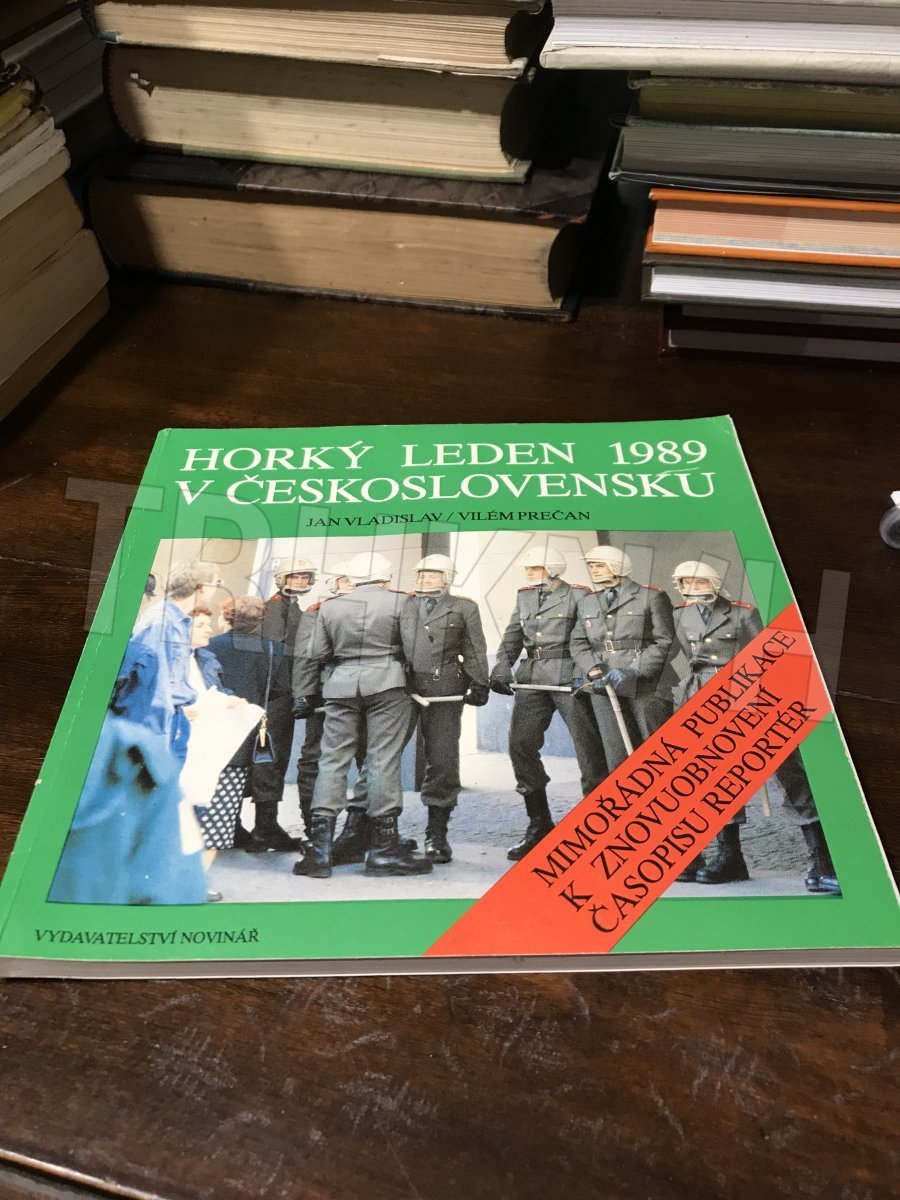 HORKÝ LEDEN 1989
V ČESKOSLOVENSKU
JAN VLADISLAV / VILÉM PREČAN
MIMOŘÁDNÁ PUBLIKACE
K ZNOVUOBNOVENÍ
ČASOPISU REPORTÉR
VYDAVATELSTVÍ NOVINÁŘ